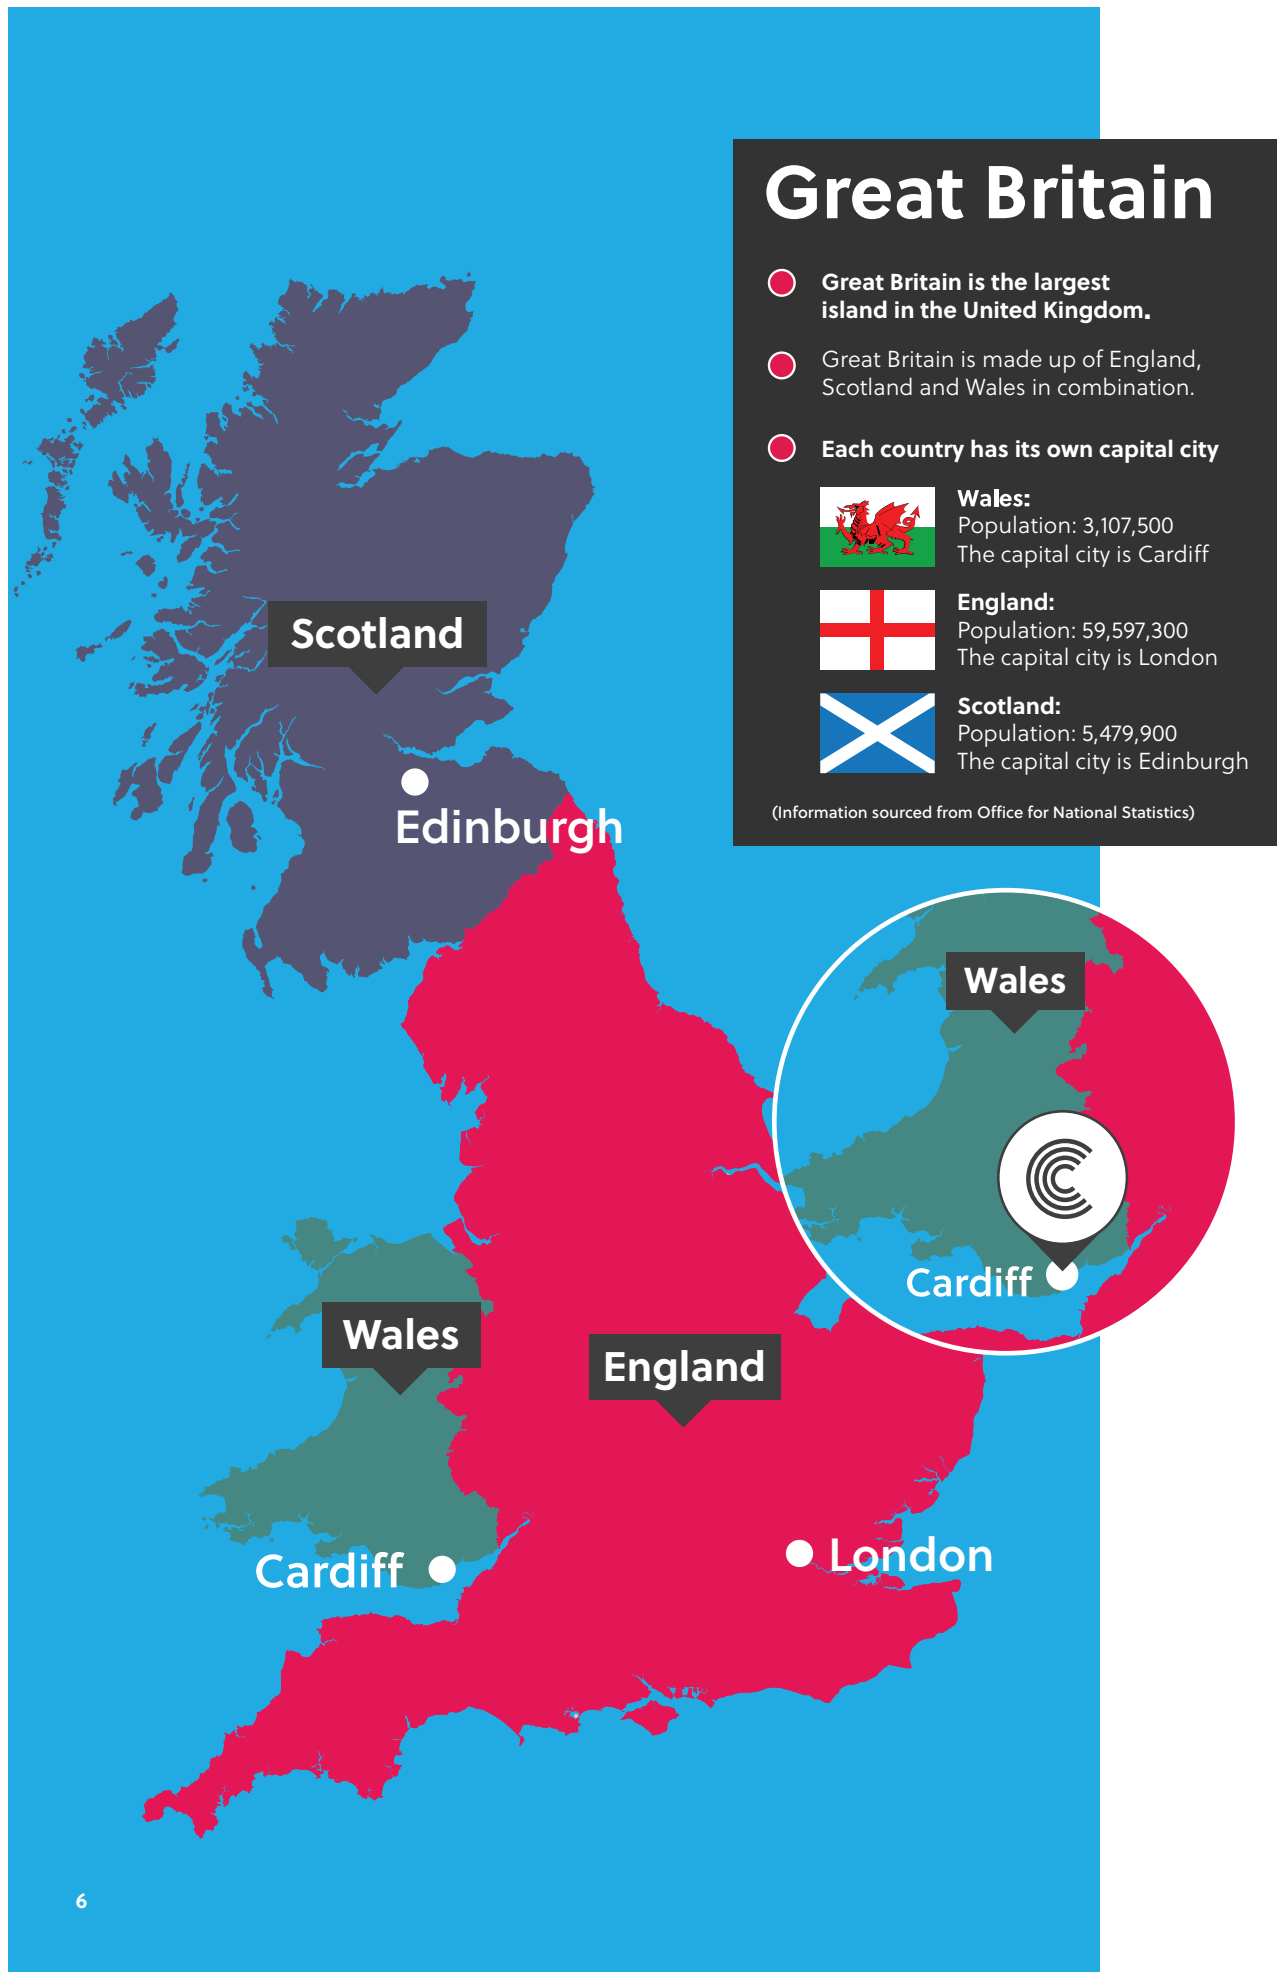 Great Britain
Great Britain is the largest
island in the United Kingdom.
Great Britain is made up of England,
Scotland and Wales in combination.
Each country has its own capital city
Wales:
Population: 3,107,500
The capital city is Cardiff
England:
Population: 59,597,300
The capital city is London
Scotland:
Population: 5,479,900
The capital city is Edinburgh
(Information sourced from Office for National Statistics)
Scotland
Edinburgh
Wales
Cardiff
Wales
England
Cardiff
London
6